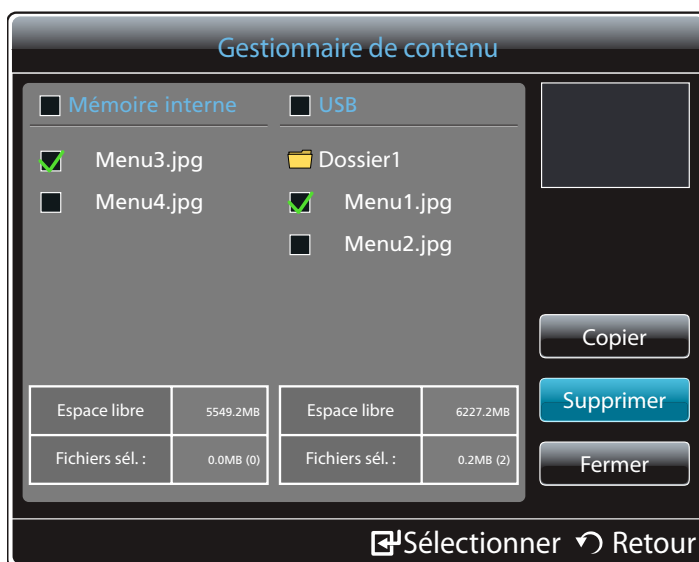 Gestionnaire de contenu
Mémoire interne
Menu3.jpg
Menu4.jpg
USB
Dossier1
Menu1.jpg
Menu2.jpg
Espace libre 5549.2MB
Fichiers sél. : 0.0MB (0)
Espace libre 6227.2MB
Fichiers sél. : 0.2MB (2)
Copier
Supprimer
Fermer
Sélectionner Retour